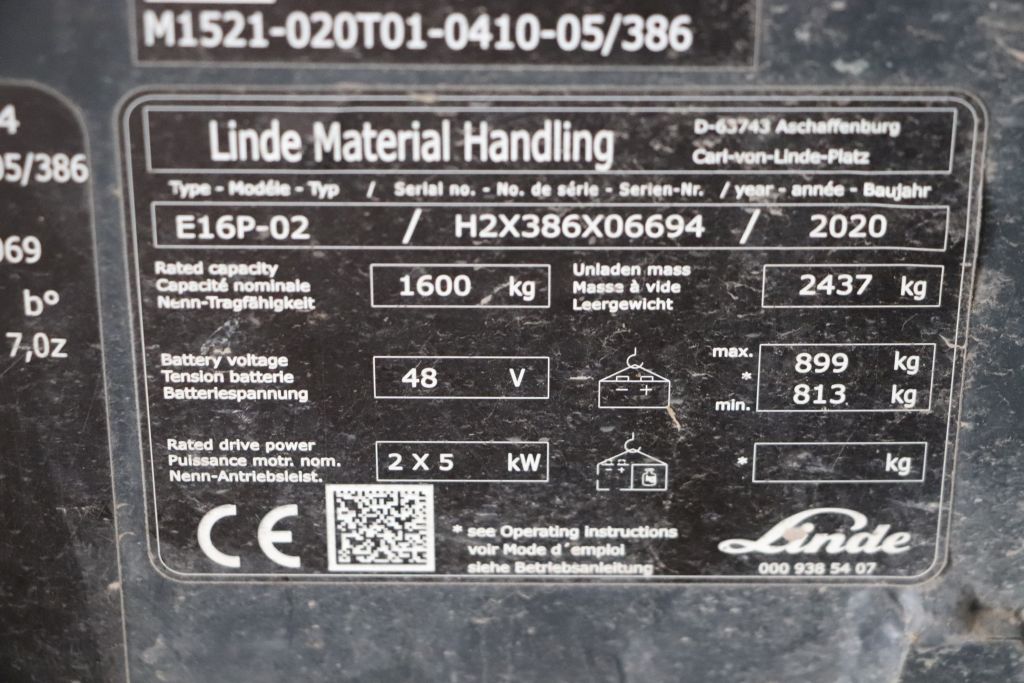 M1521-020T01-0410-05/386
4
05/386
069
b°
7,0z
Linde Material Handling
D-63743 Aschaffenburg
Carl-von-Linde-Platz
Type - Modéle - Typ / Serial no. - No. de série - Serien-Nr. / year - année - Baujahr
E16P-02 / H2X386X06694 / 2020
Rated capacity
Capacité nominale
Nenn-Tragfähigkeit
1600 kg
Unladen mass
Masse à vide
Leergewicht
2437 kg
Battery voltage
Tension batterie
Batteriespannung
48 V
max. 899 kg
*
min. 813 kg
Rated drive power
Puissance motr. nom.
Nenn-Antriebsleist.
2 X 5 kW
* kg
CE
* see Operating instructions
voir Mode d´emploi
siehe Betriebsanleitung
Linde
000 938 54 07